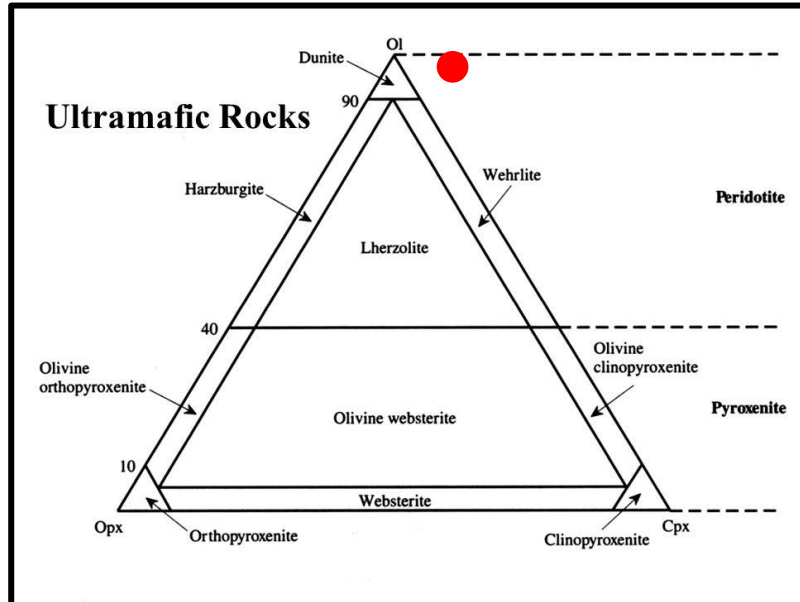 Ol
Dunite
90
Ultramafic Rocks
Wehrlite
Harzburgite
Peridotite
Lherzolite
40
Olivine
orthopyroxenite
Olivine
clinopyroxenite
Pyroxenite
Olivine websterite
10
Websterite
Opx
Orthopyroxenite
Clinopyroxenite
Cpx